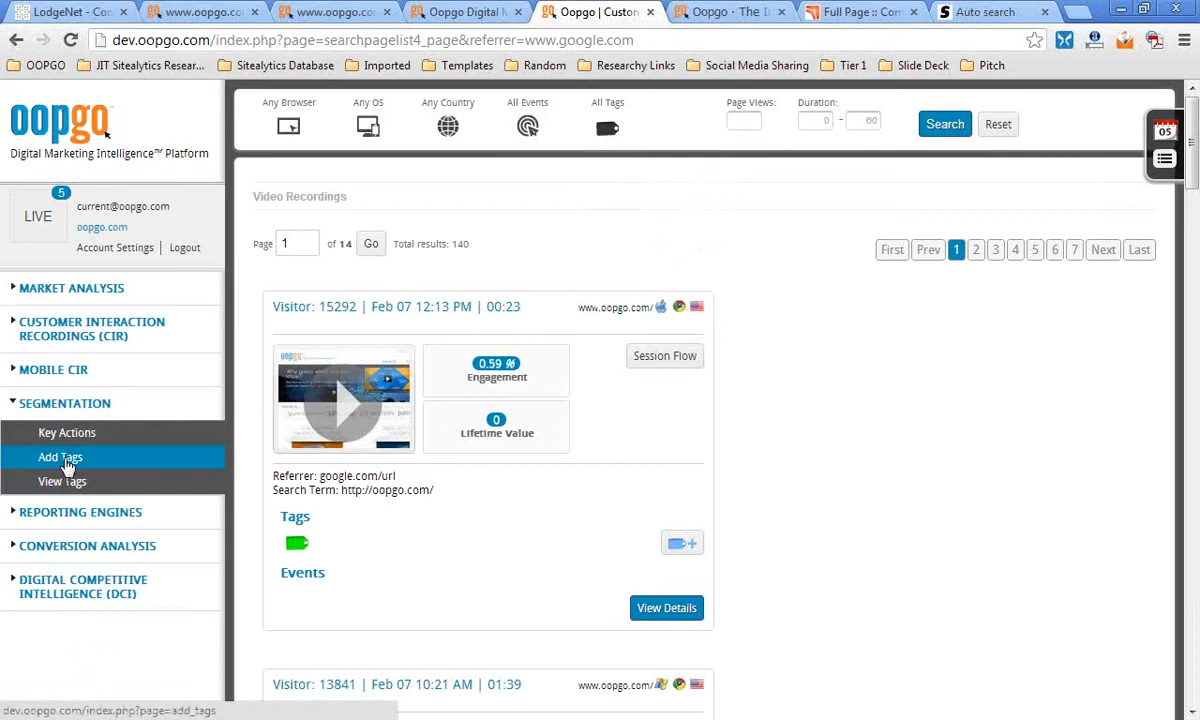 LodgeNet - Con
www.oopgo.co
www.oopgo.co
Oopgo Digital M
Oopgo | Custon
Oopgo - The It
Full Page :: Co
Auto search
dev.oopgo.com/index.php?page=searchpagelist4_page&referrer=www.google.com
OOPGO
JIT Sitealytics Resear...
Sitealytics Database
Imported
Templates
Random
Researchy Links
Social Media Sharing
Tier1
Slide Deck
Pitch
oopgo
Digital Marketing Intelligence™ Platform
5
LIVE
current@oopgo.com
oopgo.com
Account Settings | Logout
MARKET ANALYSIS
CUSTOMER INTERACTION
RECORDINGS (CIR)
MOBILE CIR
SEGMENTATION
Key Actions
Add Tags
View Tags
REPORTING ENGINES
CONVERSION ANALYSIS
DIGITAL COMPETITIVE
INTELLIGENCE (DCI)
dev.oopgo.com/index.php?page=add_tags
Any Browser
Any OS
Any Country
All Events
All Tags
Page Views:
Duration:
0 - 60
Search
Reset
05
Video Recordings
Page 1 of 14 Go Total results: 140
First Prev 1 2 3 4 5 6 7 Next Last
Visitor: 15292 | Feb 07 12:13 PM | 00:23
www.oopgo.com/
oopgo
0.59 %
Engagement
Session Flow
0
Lifetime Value
Referrer: google.com/url
Search Term: http://oopgo.com/
Tags
Events
View Details
Visitor: 13841 | Feb 07 10:21 AM | 01:39
www.oopgo.com/